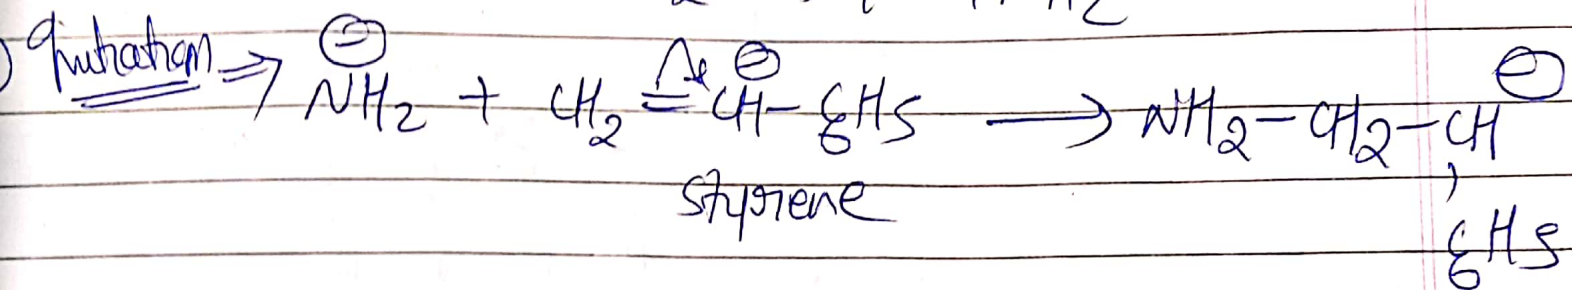 Initiation ⇒ NH2⊖ + CH2 = CH⊖ - C6H5 ⟶ NH2 - CH2 - CH⊖
styrene
C6H5